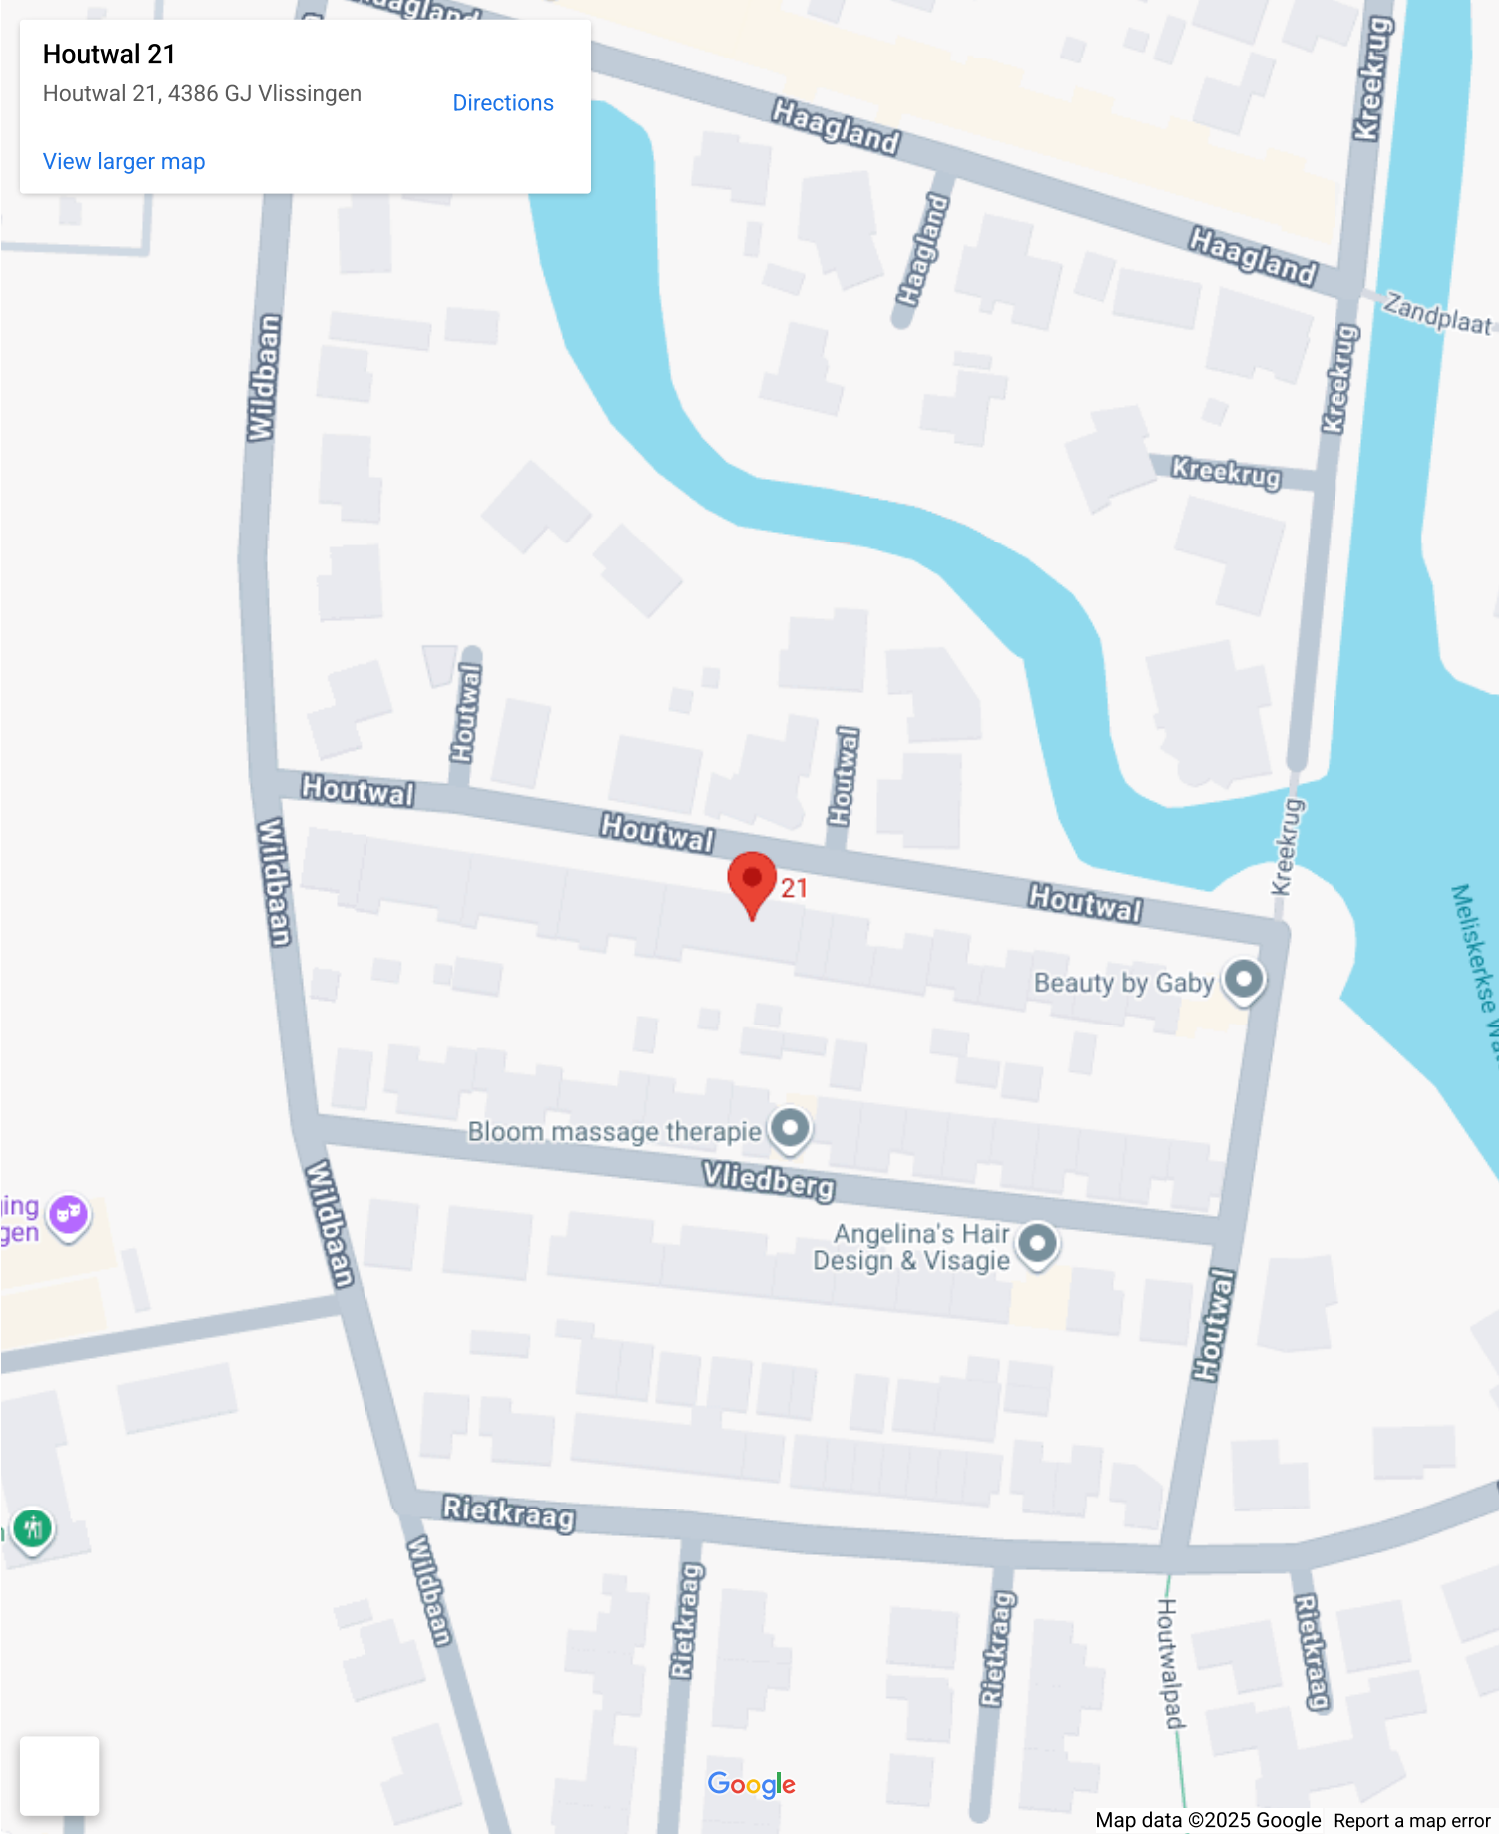 Houtwal 21
Houtwal 21, 4386 GJ Vlissingen
Directions
View larger map
Kreekrug
Haagland
Haagland
Haagland
Zandplaat
Kreekrug
Wildbaan
Kreekrug
Houtwal
Houtwal
Houtwal
Houtwal
Kreekrug
21
Houtwal
Wildbaan
Meliskerkse
Beauty by Gaby
Bloom massage therapie
Vliedberg
Wildbaan
Angelina's Hair
Design & Visagie
Houtwal
Rietkraag
Wildbaan
Rietkraag
Rietkraag
Houtwalpad
Rietkraag
Google
Map data ©2025 Google
Report a map error